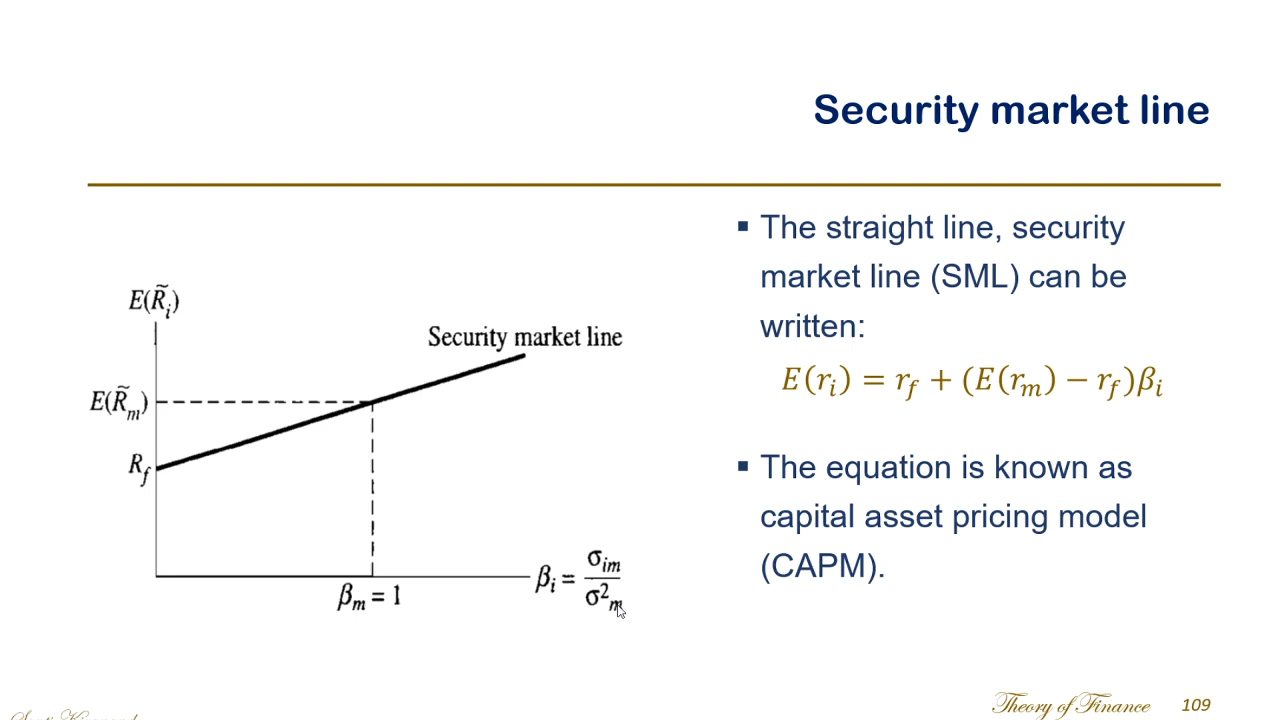 Security market line
E(R̃ᵢ)
Security market line
E(R̃ₘ)
R_f
βₘ = 1
βᵢ = σᵢₘ / σ²ₘ
▪ The straight line, security
market line (SML) can be
written:
E(rᵢ) = r_f + (E(rₘ) − r_f)βᵢ
▪ The equation is known as
capital asset pricing model
(CAPM).
Theory of Finance 109